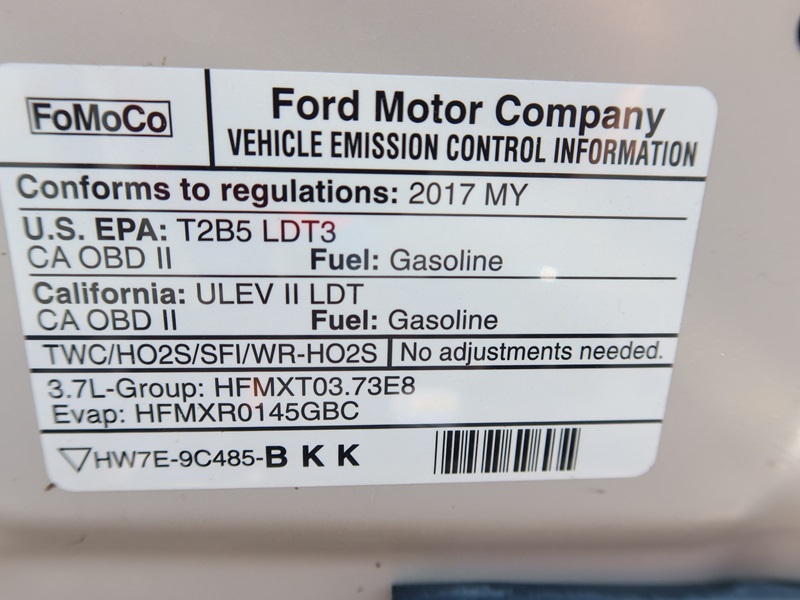 FoMoCo
Ford Motor Company
VEHICLE EMISSION CONTROL INFORMATION
Conforms to regulations: 2017 MY
U.S. EPA: T2B5 LDT3
CA OBD II Fuel: Gasoline
California: ULEV II LDT
CA OBD II Fuel: Gasoline
TWC/HO2S/SFI/WR-HO2S No adjustments needed.
3.7L-Group: HFMXT03.73E8
Evap: HFMXR0145GBC
HW7E-9C485-BKK